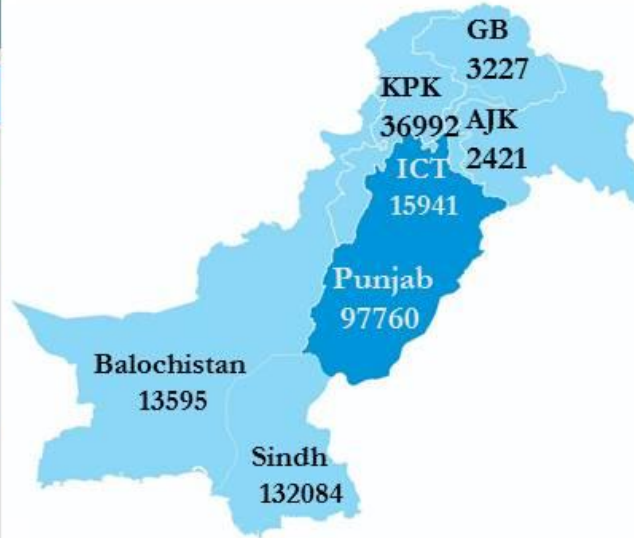 GB
3227
KPK
36992
AJK
2421
ICT
15941
Punjab
97760
Balochistan
13595
Sindh
132084